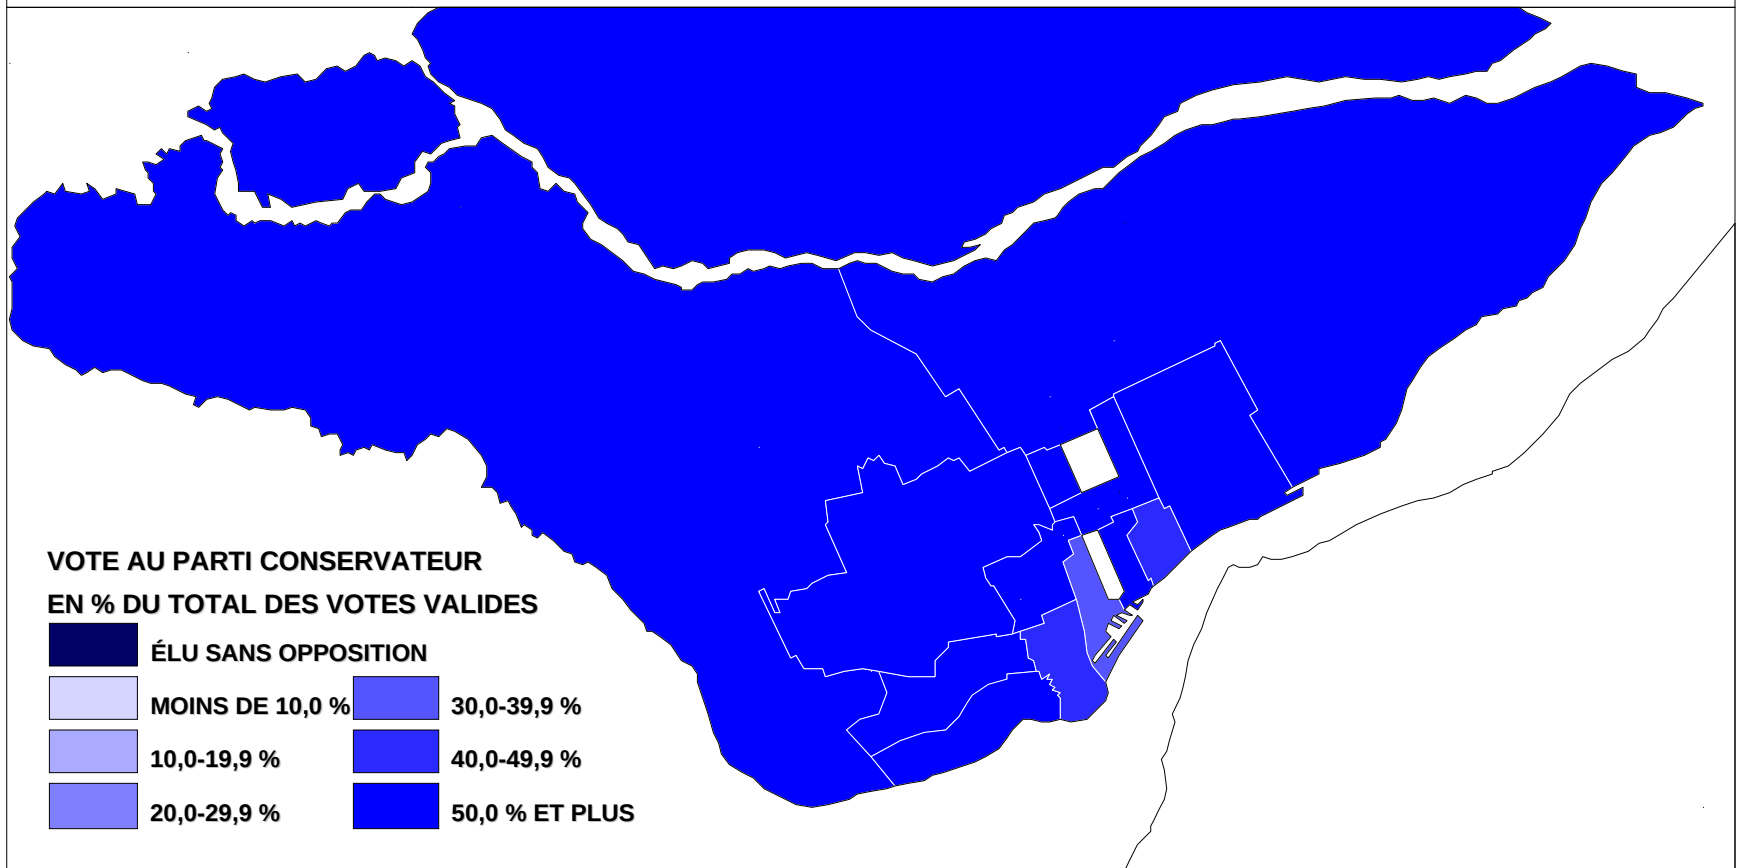 VOTE AU PARTI CONSERVATEUR
EN % DU TOTAL DES VOTES VALIDES
ÉLU SANS OPPOSITION
MOINS DE 10,0 %
30,0-39,9 %
10,0-19,9 %
40,0-49,9 %
20,0-29,9 %
50,0 % ET PLUS